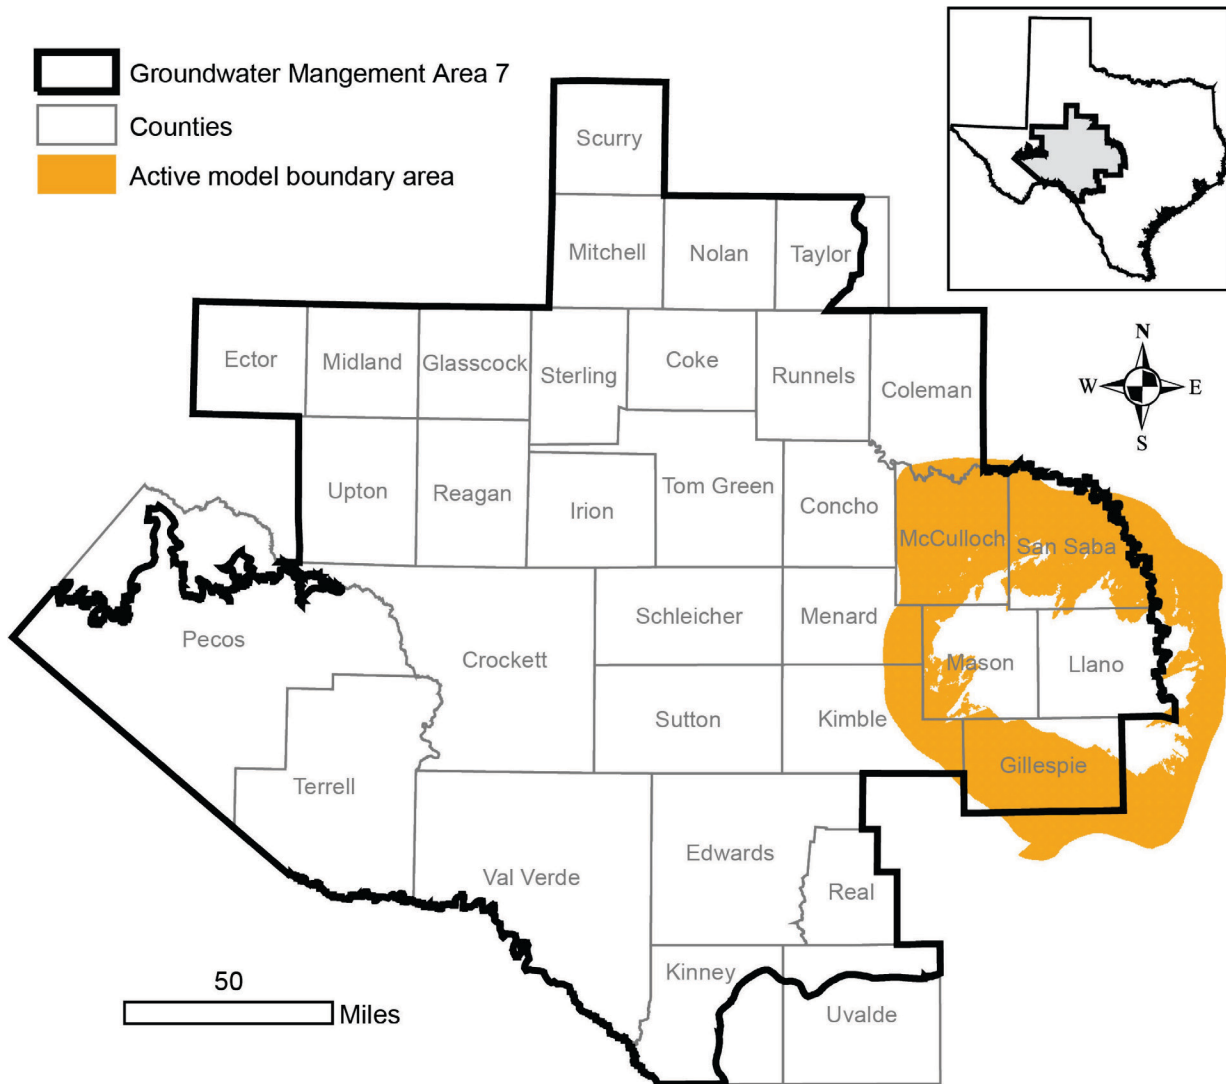 Groundwater Mangement Area 7
Counties
Active model boundary area
Scurry
Mitchell
Nolan
Taylor
N
W
E
S
Ector
Midland
Glasscock
Sterling
Coke
Runnels
Coleman
Upton
Reagan
Irion
Tom Green
Concho
McCulloch
San Saba
Pecos
Crockett
Schleicher
Menard
Mason
Llano
Sutton
Kimble
Gillespie
Terrell
Val Verde
Edwards
Real
Kinney
Uvalde
50
Miles